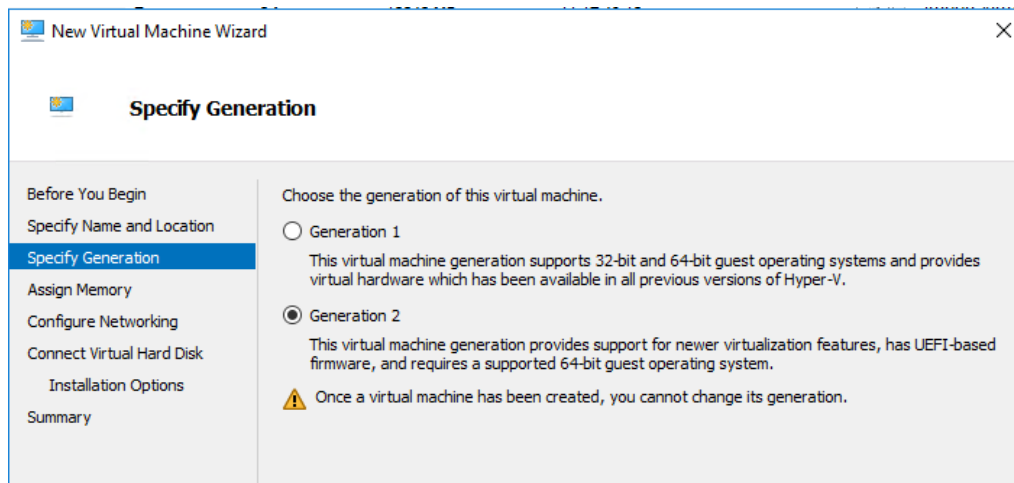 New Virtual Machine Wizard
Specify Generation
Before You Begin
Specify Name and Location
Specify Generation
Assign Memory
Configure Networking
Connect Virtual Hard Disk
Installation Options
Summary
Choose the generation of this virtual machine.
Generation 1
This virtual machine generation supports 32-bit and 64-bit guest operating systems and provides
virtual hardware which has been available in all previous versions of Hyper-V.
Generation 2
This virtual machine generation provides support for newer virtualization features, has UEFI-based
firmware, and requires a supported 64-bit guest operating system.
Once a virtual machine has been created, you cannot change its generation.